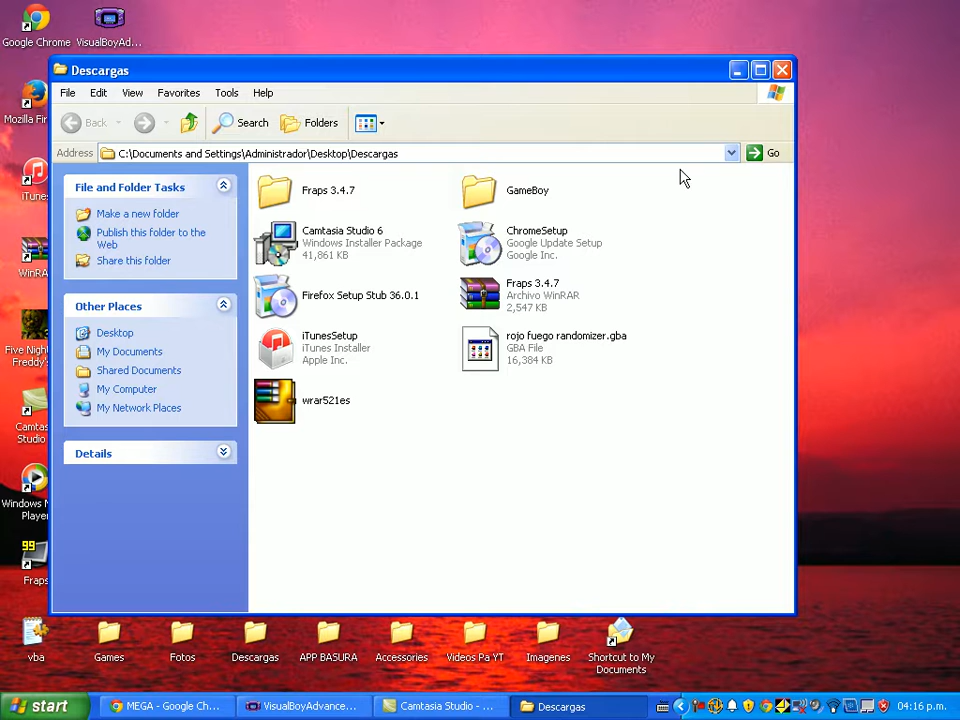 Google Chrome
VisualBoyAd...
Descargas
File Edit View Favorites Tools Help
Back Search Folders
Address C:\Documents and Settings\Administrador\Desktop\Descargas Go
File and Folder Tasks
Make a new folder
Publish this folder to the
Web
Share this folder
Other Places
Desktop
My Documents
Shared Documents
My Computer
My Network Places
Details
Fraps 3.4.7
GameBoy
Camtasia Studio 6
Windows Installer Package
41,861 KB
ChromeSetup
Google Update Setup
Google Inc.
Firefox Setup Stub 36.0.1
Fraps 3.4.7
Archivo WinRAR
2,547 KB
iTunesSetup
iTunes Installer
Apple Inc.
rojo fuego randomizer.gba
GBA File
16,384 KB
wrar521es
Mozilla Fir
iTunes
WinRA
Five Nigh
Freddy'
Camtas
Studio
Windows M
Player
99
Fraps
vba
Games
Fotos
Descargas
APP BASURA
Accessories
Videos Pa YT
Imagenes
Shortcut to My
Documents
start
MEGA - Google Ch...
VisualBoyAdvance...
Camtasia Studio - ...
Descargas
04:16 p.m.